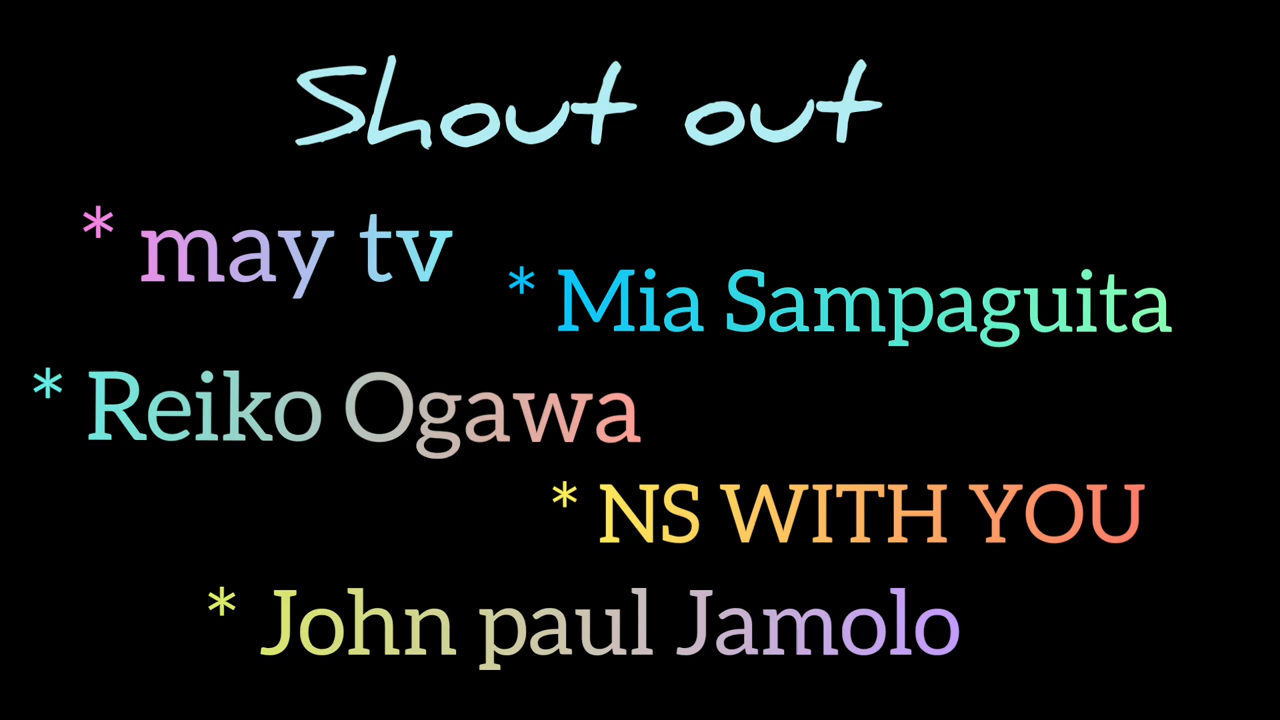 Shout out
* may tv
* Mia Sampaguita
* Reiko Ogawa
* NS WITH YOU
* John paul Jamolo